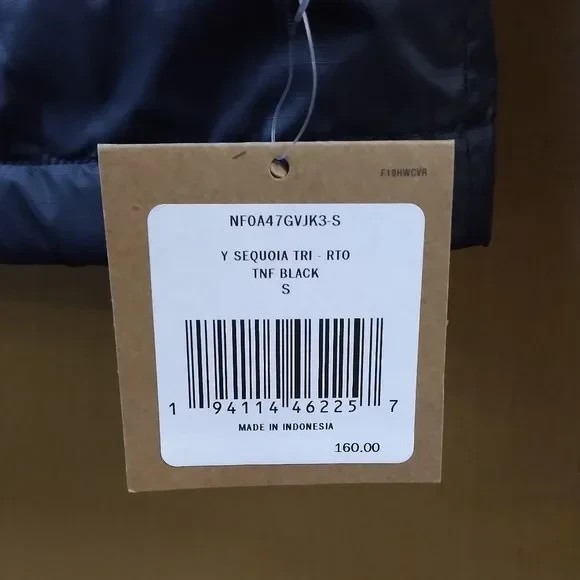 F19HWCVR
NF0A47GVJK3-S
Y SEQUOIA TRI - RTO
TNF BLACK
S
1 94114 46225 7
MADE IN INDONESIA
160.00